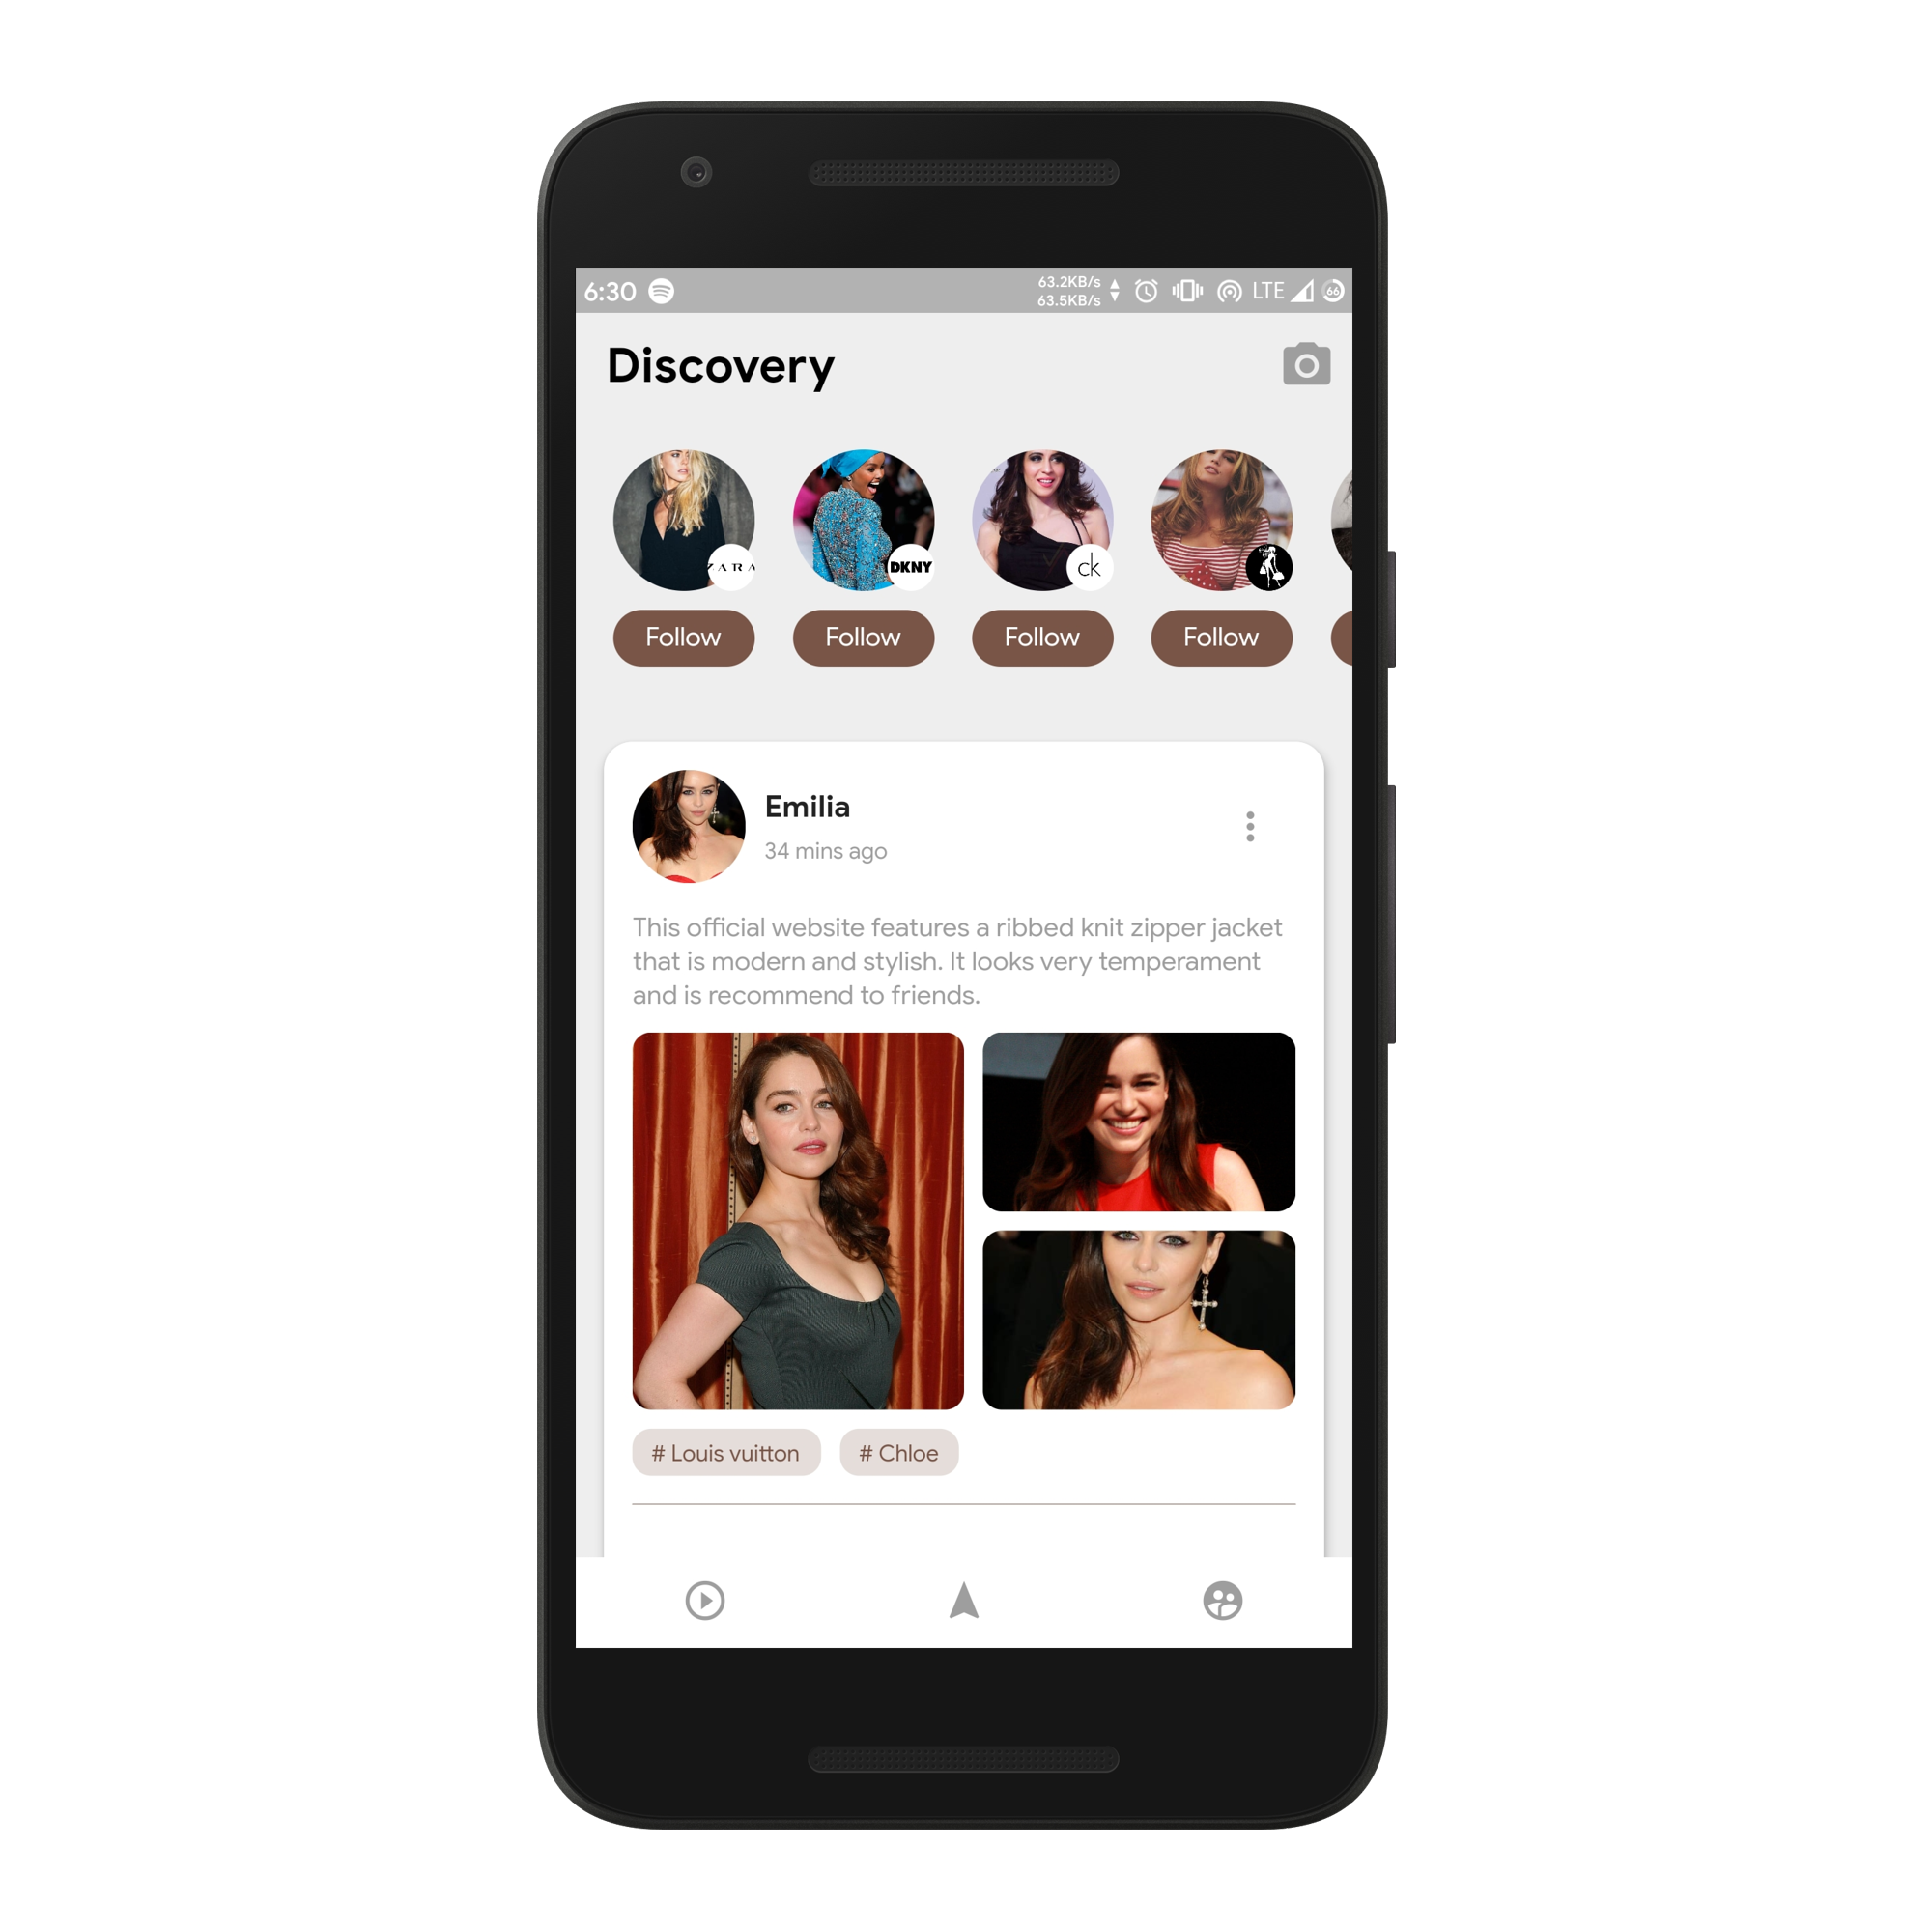 6:30
63.2KB/s
63.5KB/s
LTE
66
Discovery
ZARA
DKNY
ck
Follow
Follow
Follow
Follow
Emilia
34 mins ago
This official website features a ribbed knit zipper jacket
that is modern and stylish. It looks very temperament
and is recommend to friends.
# Louis vuitton
# Chloe